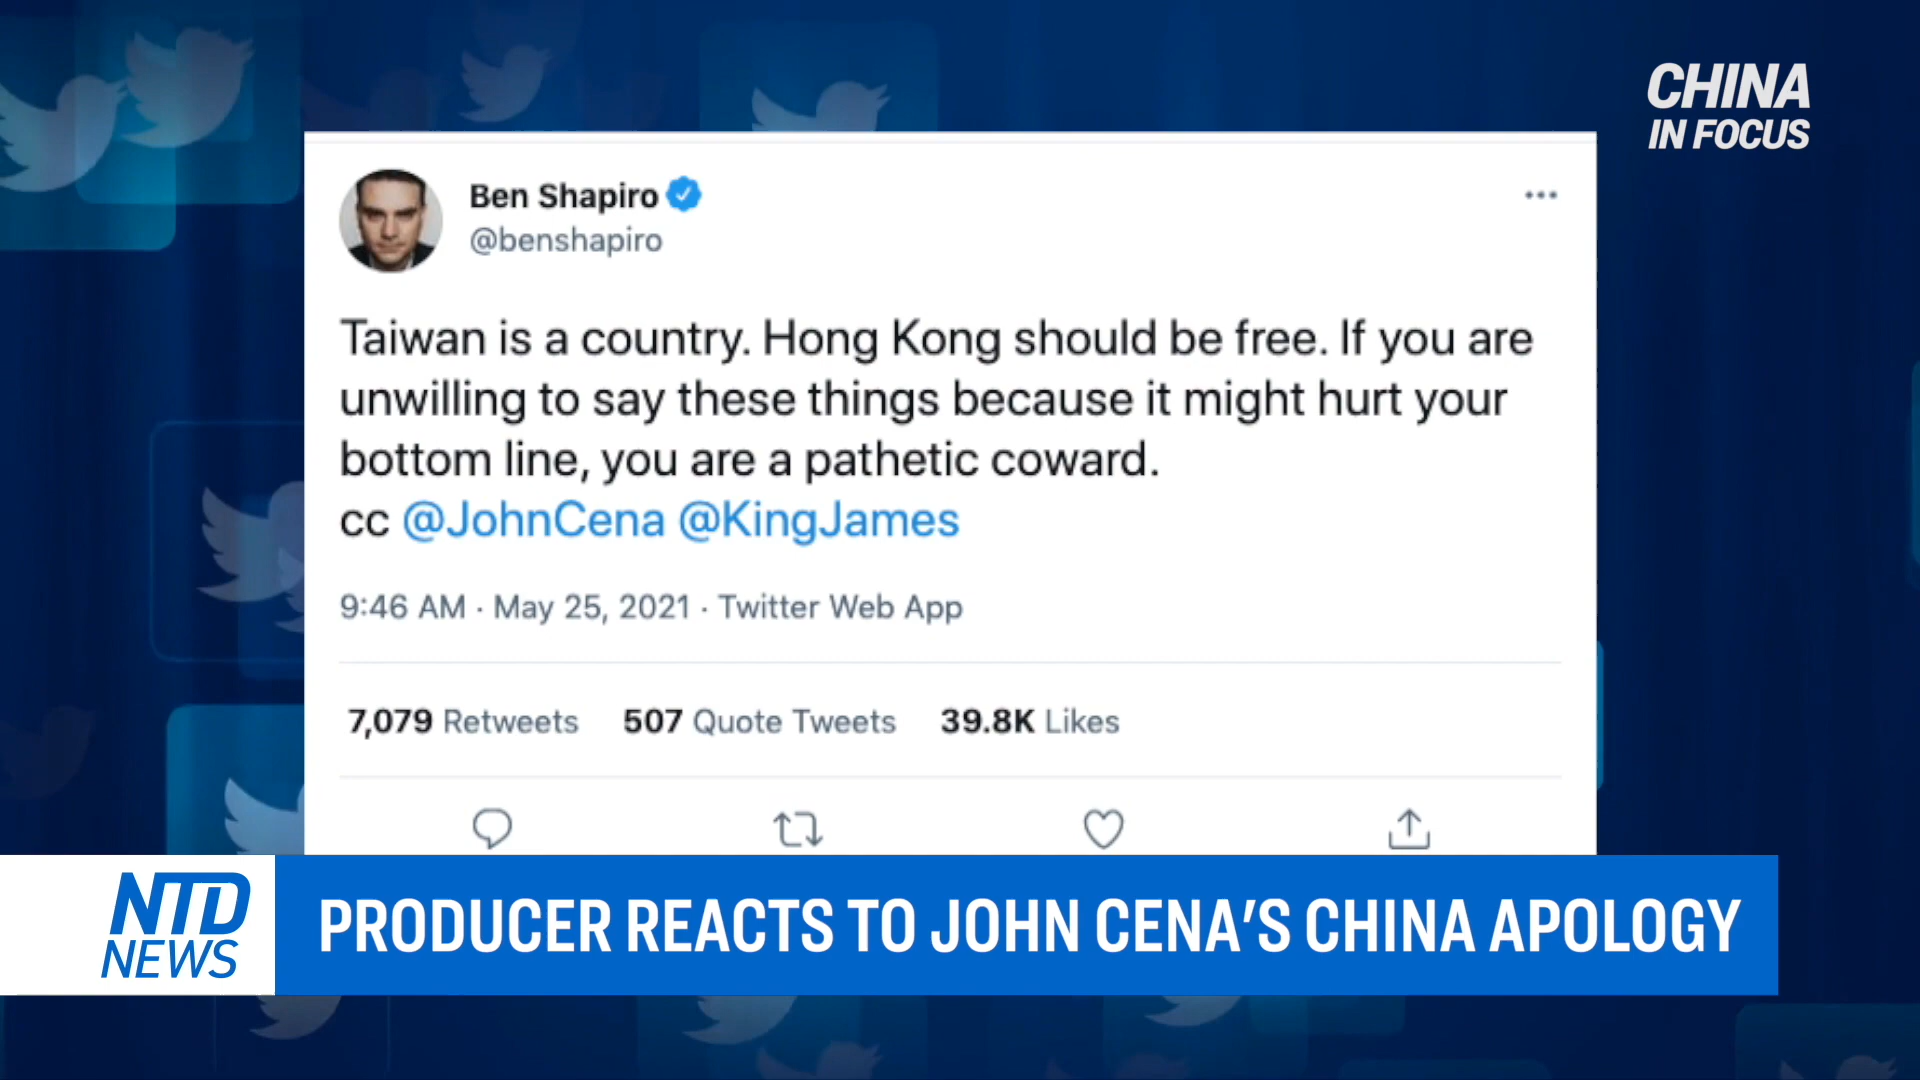 CHINA
IN FOCUS
Ben Shapiro
@benshapiro
Taiwan is a country. Hong Kong should be free. If you are
unwilling to say these things because it might hurt your
bottom line, you are a pathetic coward.
cc @JohnCena @KingJames
9:46 AM · May 25, 2021 · Twitter Web App
7,079 Retweets 507 Quote Tweets 39.8K Likes
NTD
NEWS
PRODUCER REACTS TO JOHN CENA'S CHINA APOLOGY